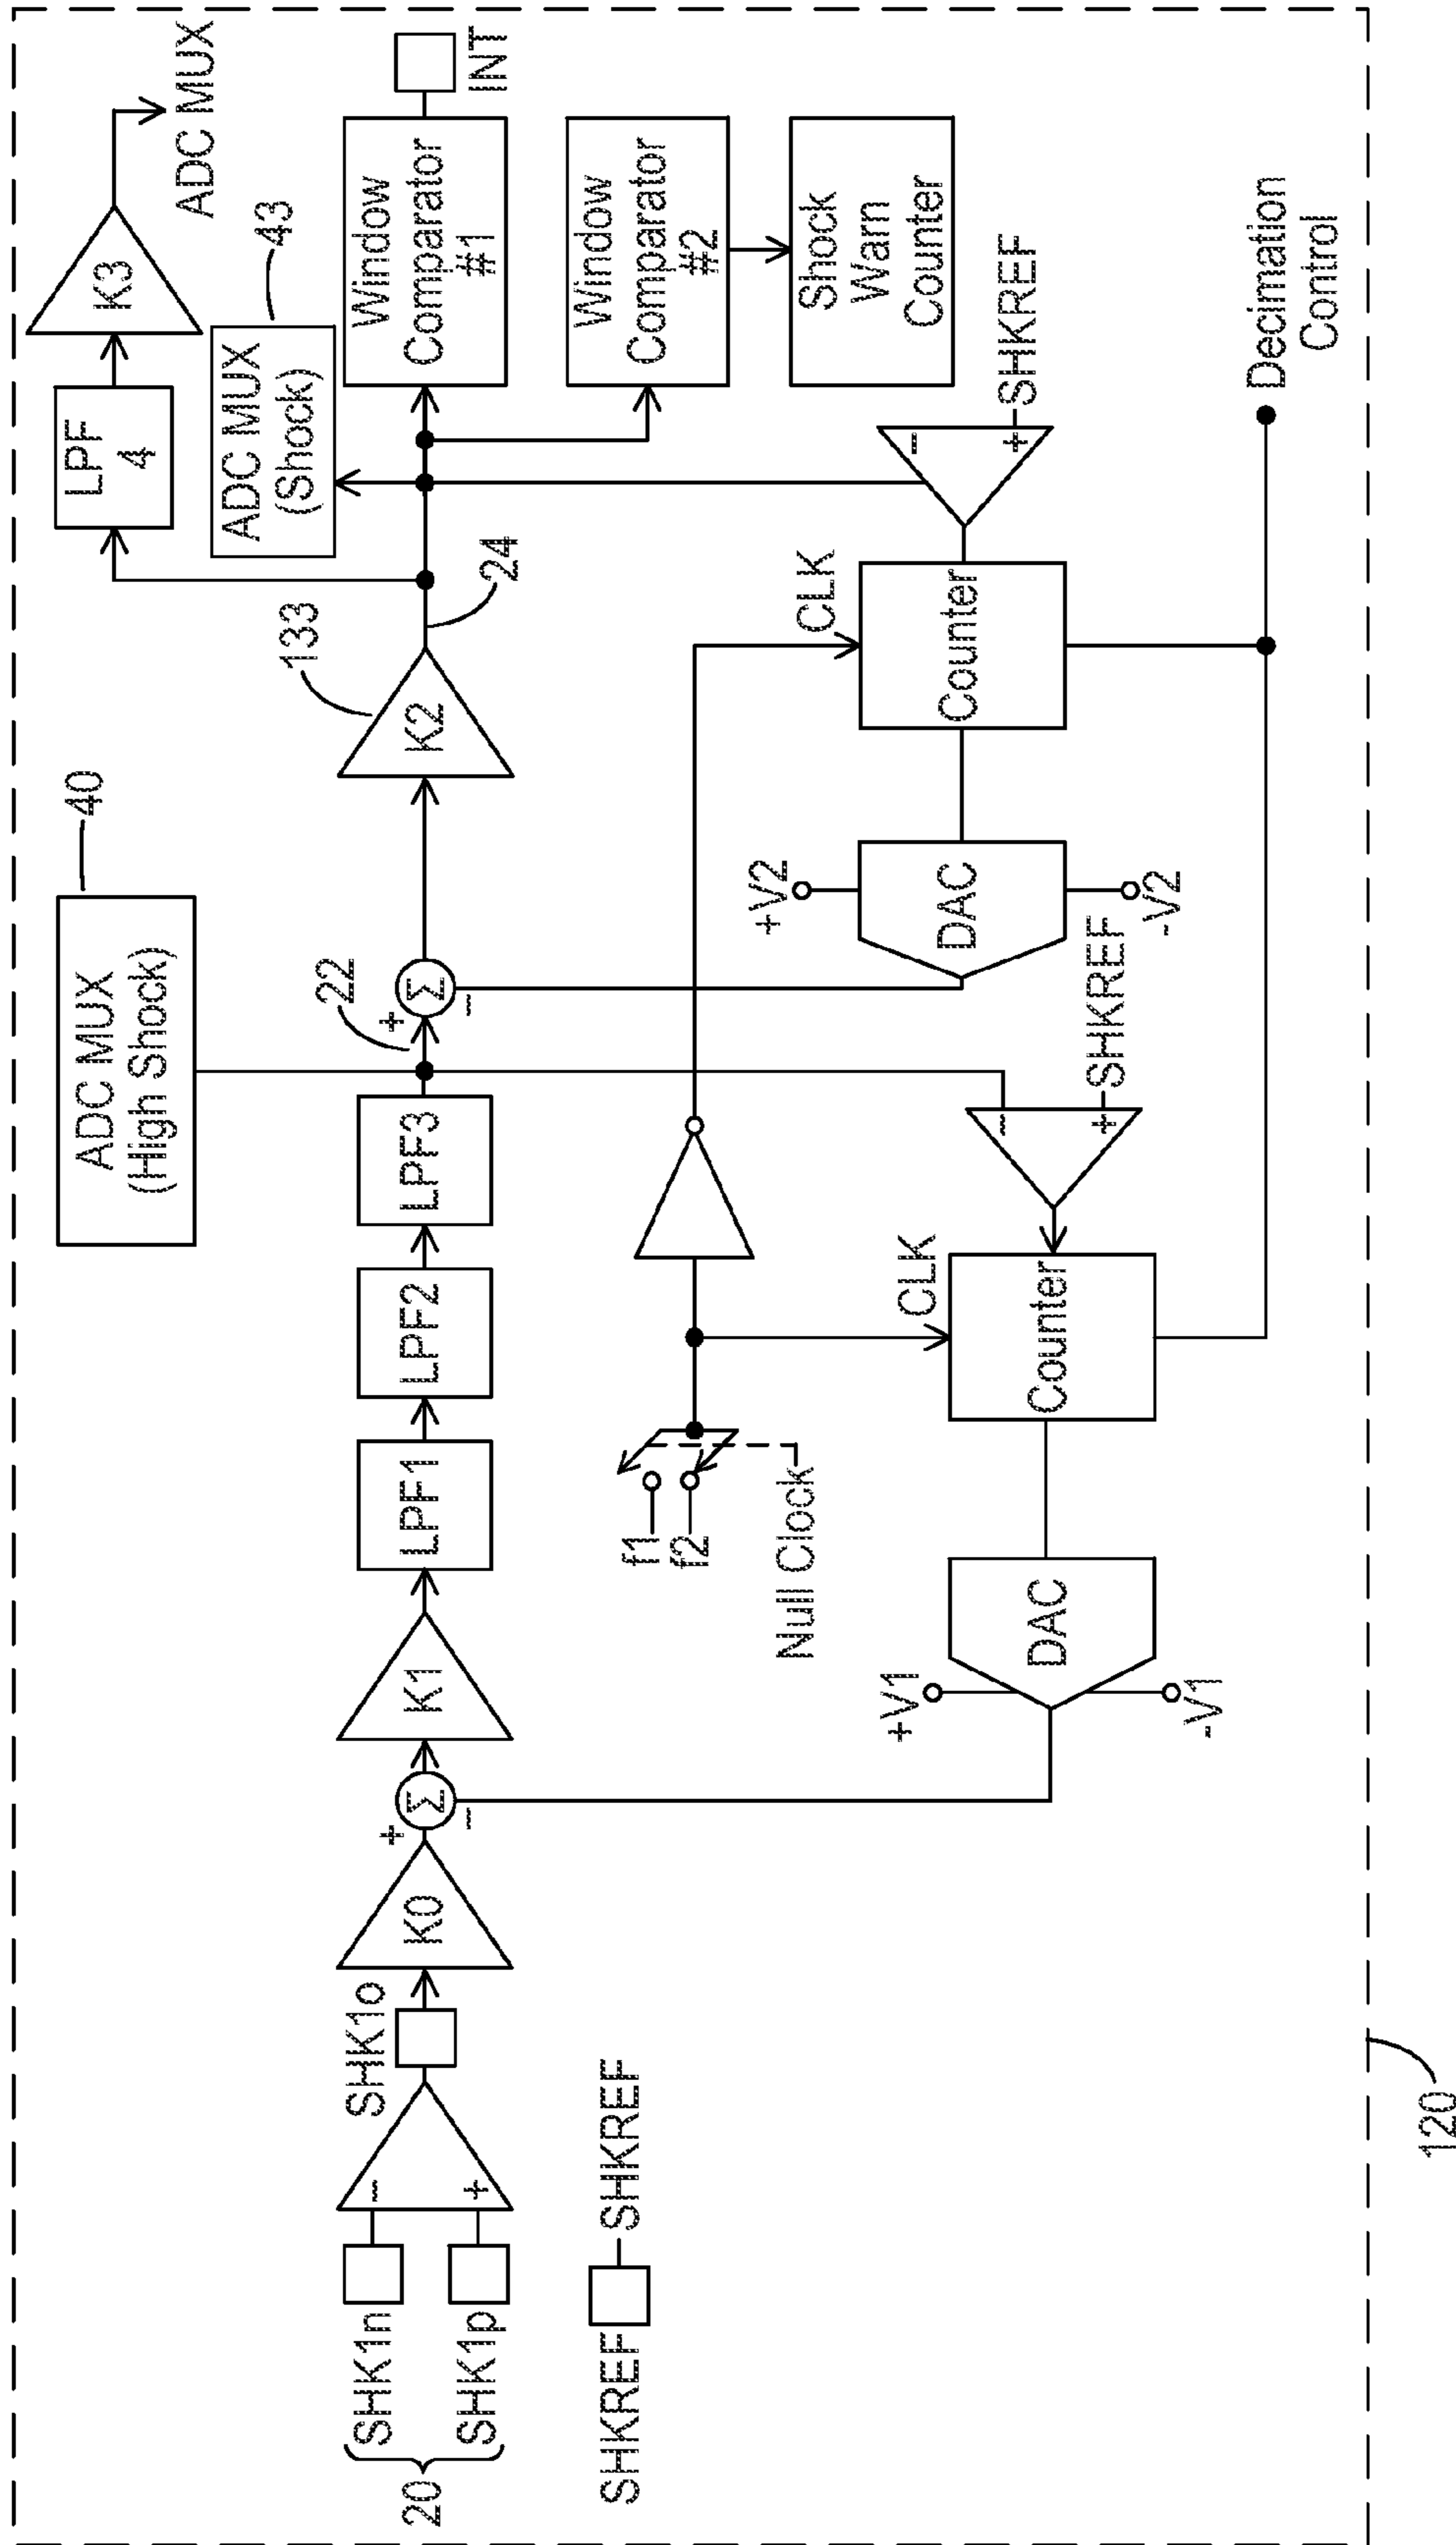 20
SHK1n
SHK1p
−
+
SHK1o
SHKREF
SHKREF
K0
+
Σ
−
K1
LPF1
LPF2
LPF3
ADC MUX
(High Shock)
40
22
+
Σ
−
K2
133
24
LPF
4
K3
ADC MUX
ADC MUX
(Shock)
43
Window
Comparator
#1
INT
Window
Comparator
#2
Shock
Warn
Counter
f1
f2
Null Clock
CLK
Counter
DAC
+V1
-V1
−
+
SHKREF
CLK
Counter
DAC
+V2
-V2
−
+
SHKREF
Decimation
Control
120